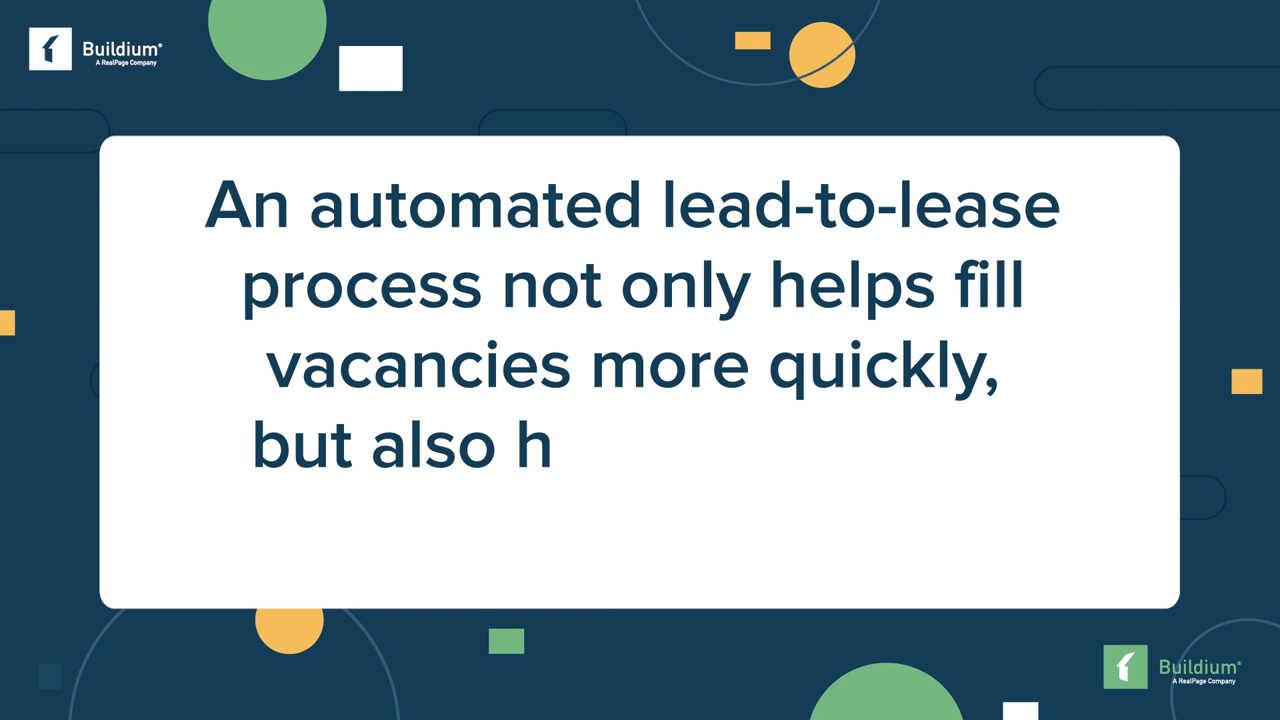 Buildium®
A RealPage Company
An automated lead-to-lease
process not only helps fill
vacancies more quickly,
but also h
Buildium®
A RealPage Company